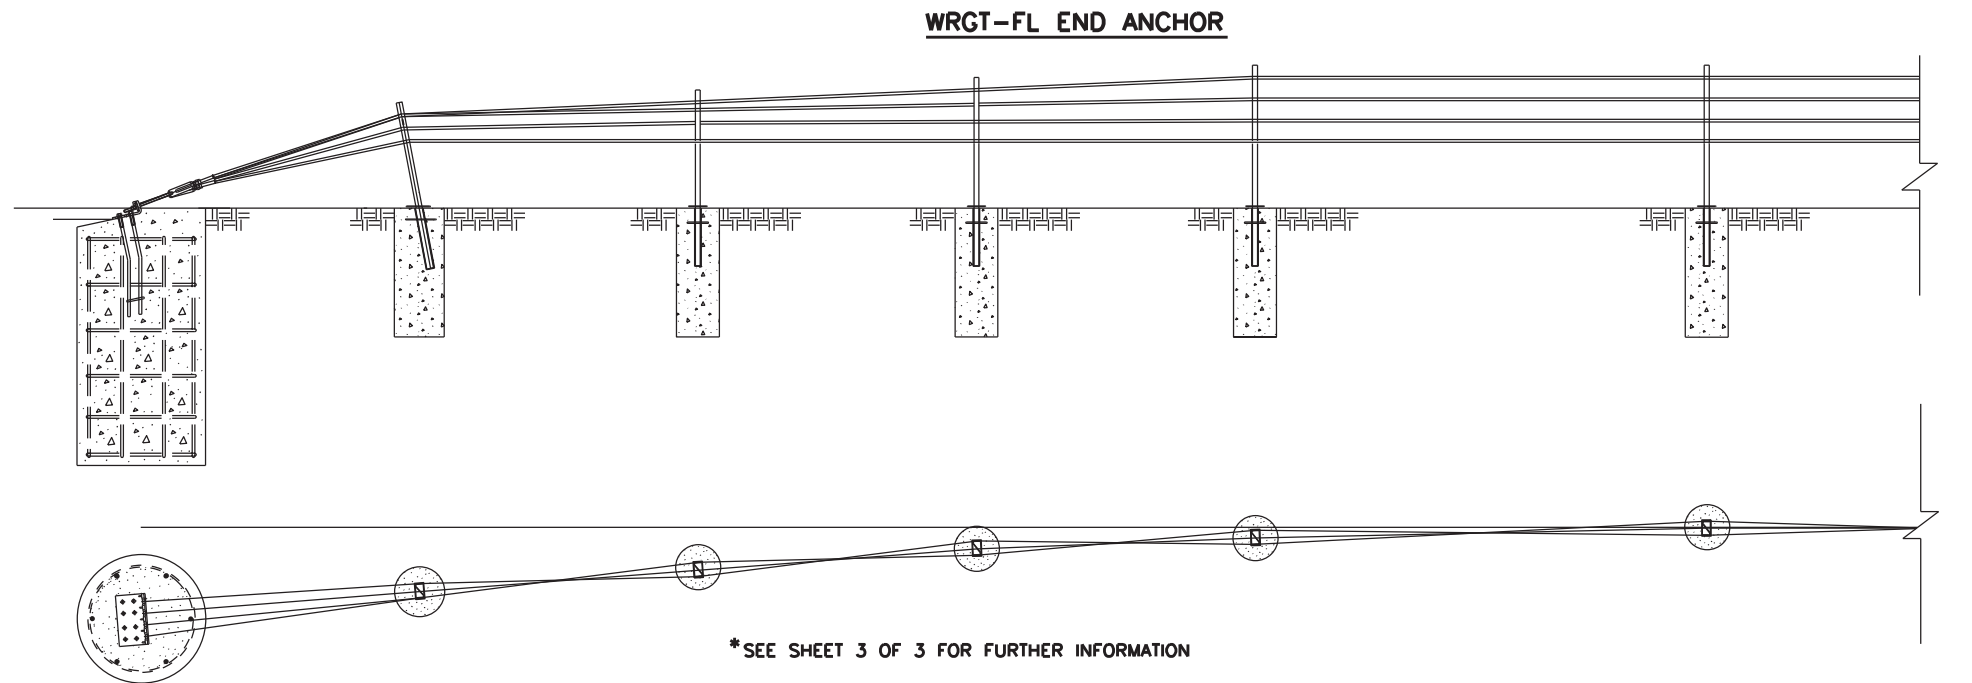 WRGT-FL END ANCHOR
*SEE SHEET 3 OF 3 FOR FURTHER INFORMATION